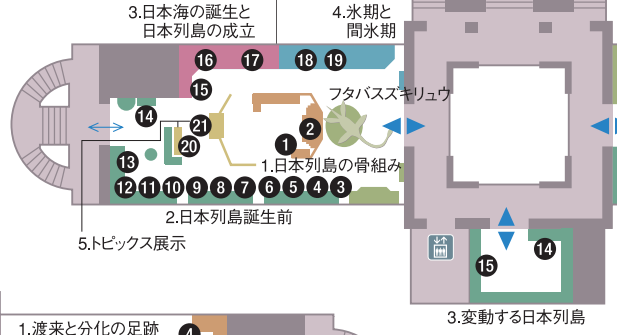 3.日本海の誕生と
日本列島の成立
4.氷期と
間氷期
16 17 18 19
フタバスズキリュウ
15
14
21
20
2
1
1.日本列島の骨組み
13
12 11 10 9 8 7 6 5 4 3
2.日本列島誕生前
5.トピックス展示
15
14
3.変動する日本列島
1.渡来と分化の足跡
4